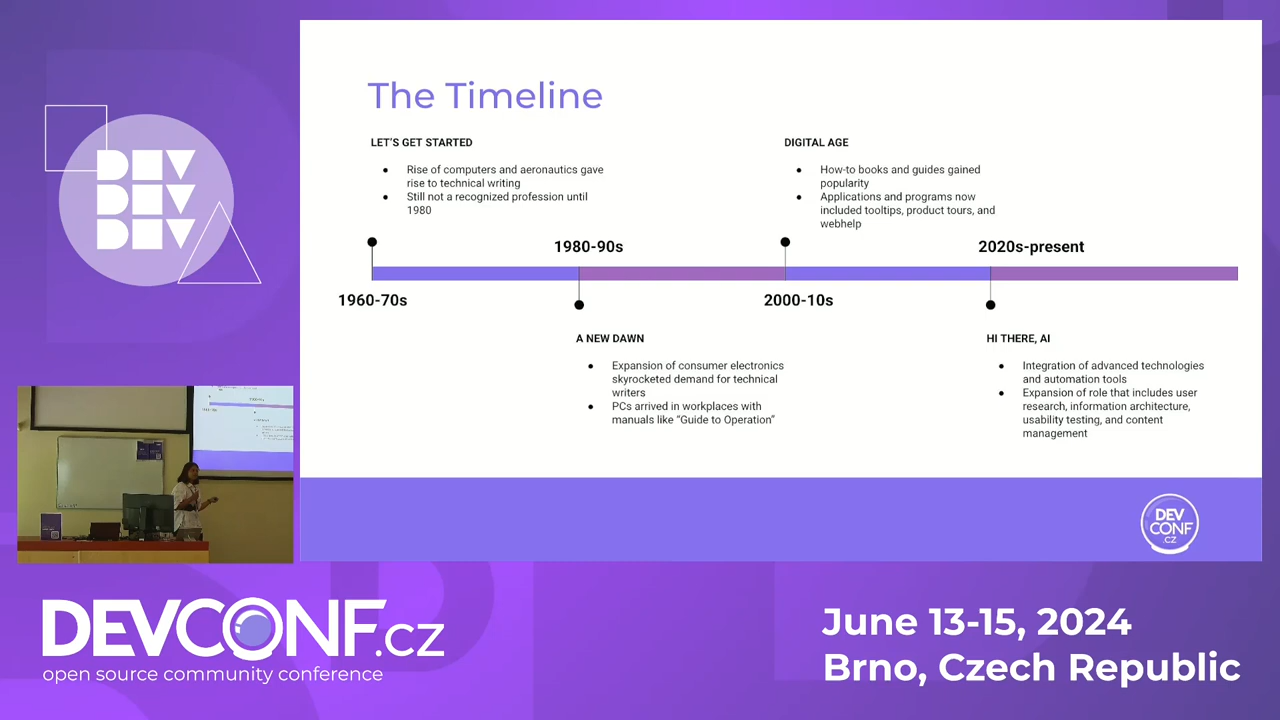 DEV
DEV
DEV
The Timeline
LET'S GET STARTED
● Rise of computers and aeronautics gave
rise to technical writing
● Still not a recognized profession until
1980
DIGITAL AGE
● How-to books and guides gained
popularity
● Applications and programs now
included tooltips, product tours, and
webhelp
1980-90s
2020s-present
1960-70s
2000-10s
A NEW DAWN
● Expansion of consumer electronics
skyrocketed demand for technical
writers
● PCs arrived in workplaces with
manuals like “Guide to Operation”
HI THERE, AI
● Integration of advanced technologies
and automation tools
● Expansion of role that includes user
research, information architecture,
usability testing, and content
management
DEV
CONF
.CZ
DEVCONF.cz
open source community conference
June 13-15, 2024
Brno, Czech Republic